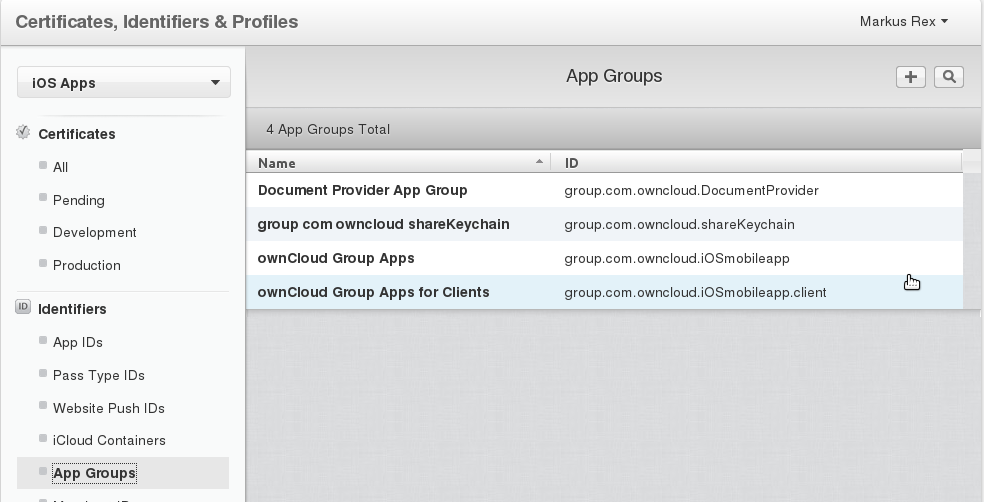 Certificates, Identifiers & Profiles
Markus Rex
iOS Apps
Certificates
All
Pending
Development
Production
ID
Identifiers
App IDs
Pass Type IDs
Website Push IDs
iCloud Containers
App Groups
App Groups
4 App Groups Total
Name ID
Document Provider App Group group.com.owncloud.DocumentProvider
group com owncloud shareKeychain group.com.owncloud.shareKeychain
ownCloud Group Apps group.com.owncloud.iOSmobileapp
ownCloud Group Apps for Clients group.com.owncloud.iOSmobileapp.client